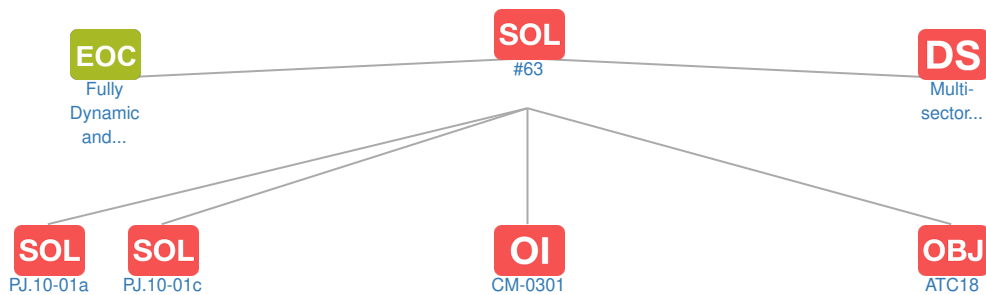 SOL
#63
EOC
Fully
Dynamic
and...
DS
Multi-
sector...
SOL
PJ.10-01a
SOL
PJ.10-01c
OI
CM-0301
OBJ
ATC18